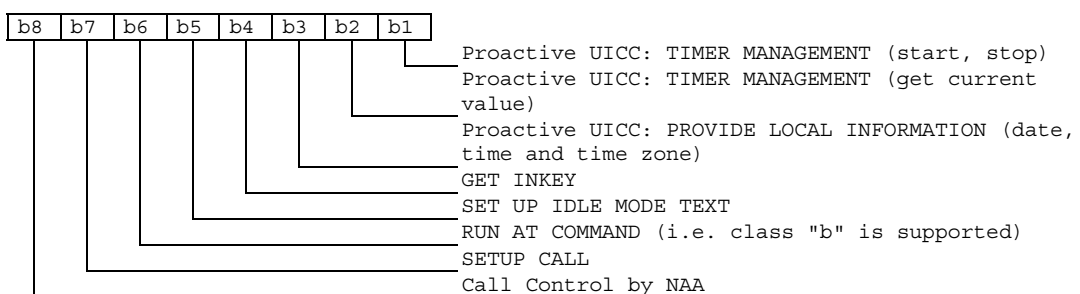 b8 b7 b6 b5 b4 b3 b2 b1
Proactive UICC: TIMER MANAGEMENT (start, stop)
Proactive UICC: TIMER MANAGEMENT (get current
value)
Proactive UICC: PROVIDE LOCAL INFORMATION (date,
time and time zone)
GET INKEY
SET UP IDLE MODE TEXT
RUN AT COMMAND (i.e. class "b" is supported)
SETUP CALL
Call Control by NAA